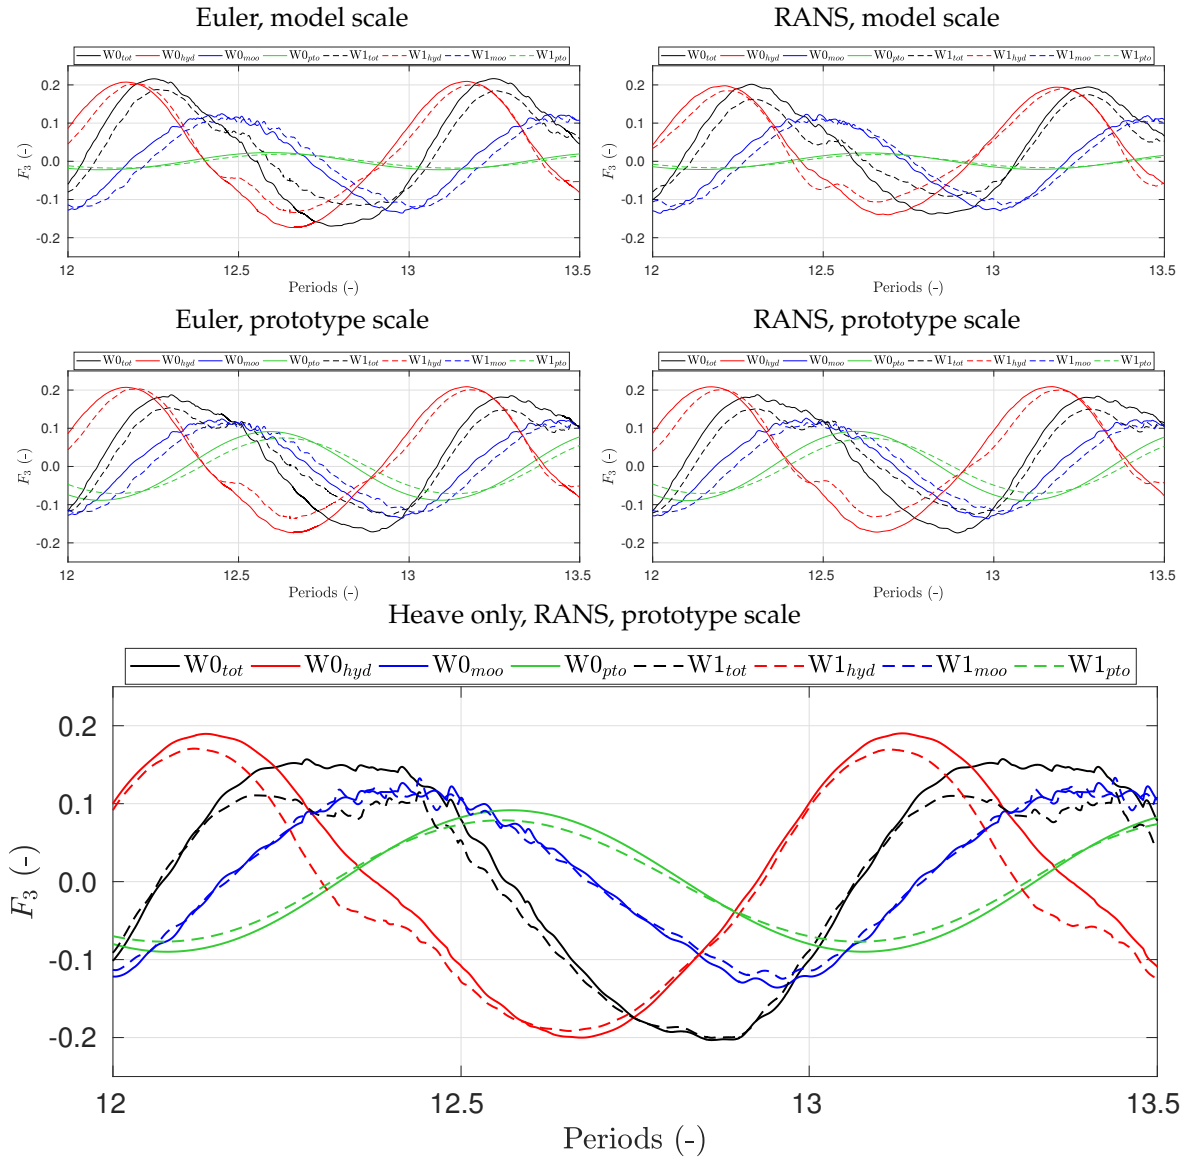 Euler, model scale
RANS, model scale
W0tot W0hyd W0moo W0pto W1tot W1hyd W1moo W1pto
W0tot W0hyd W0moo W0pto W1tot W1hyd W1moo W1pto
0.2
0.1
0.0
-0.1
-0.2
F3 (-)
12
12.5
13
13.5
Periods (-)
0.2
0.1
0.0
-0.1
-0.2
F3 (-)
12
12.5
13
13.5
Periods (-)
Euler, prototype scale
RANS, prototype scale
W0tot W0hyd W0moo W0pto W1tot W1hyd W1moo W1pto
W0tot W0hyd W0moo W0pto W1tot W1hyd W1moo W1pto
0.2
0.1
0.0
-0.1
-0.2
F3 (-)
12
12.5
13
13.5
Periods (-)
0.2
0.1
0.0
-0.1
-0.2
F3 (-)
12
12.5
13
13.5
Periods (-)
Heave only, RANS, prototype scale
W0tot W0hyd W0moo W0pto W1tot W1hyd W1moo W1pto
0.2
0.1
0.0
-0.1
-0.2
F3 (-)
12
12.5
13
13.5
Periods (-)